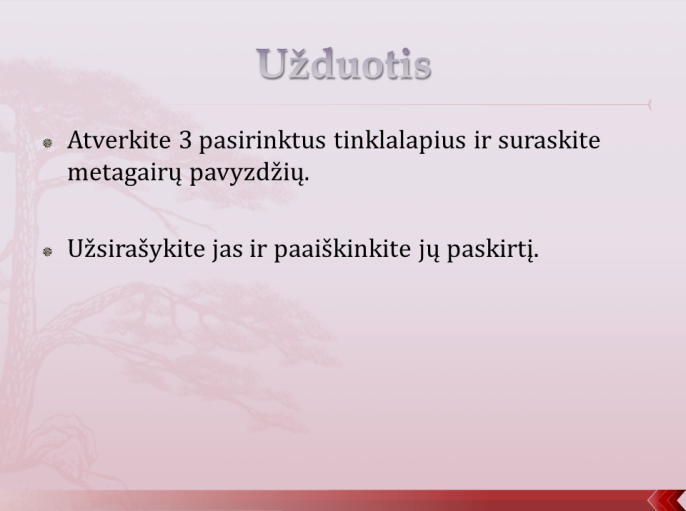 Užduotis
Atverkite 3 pasirinktus tinklalapius ir suraskite
metagairų pavyzdžių.
Užsirašykite jas ir paaiškinkite jų paskirtį.